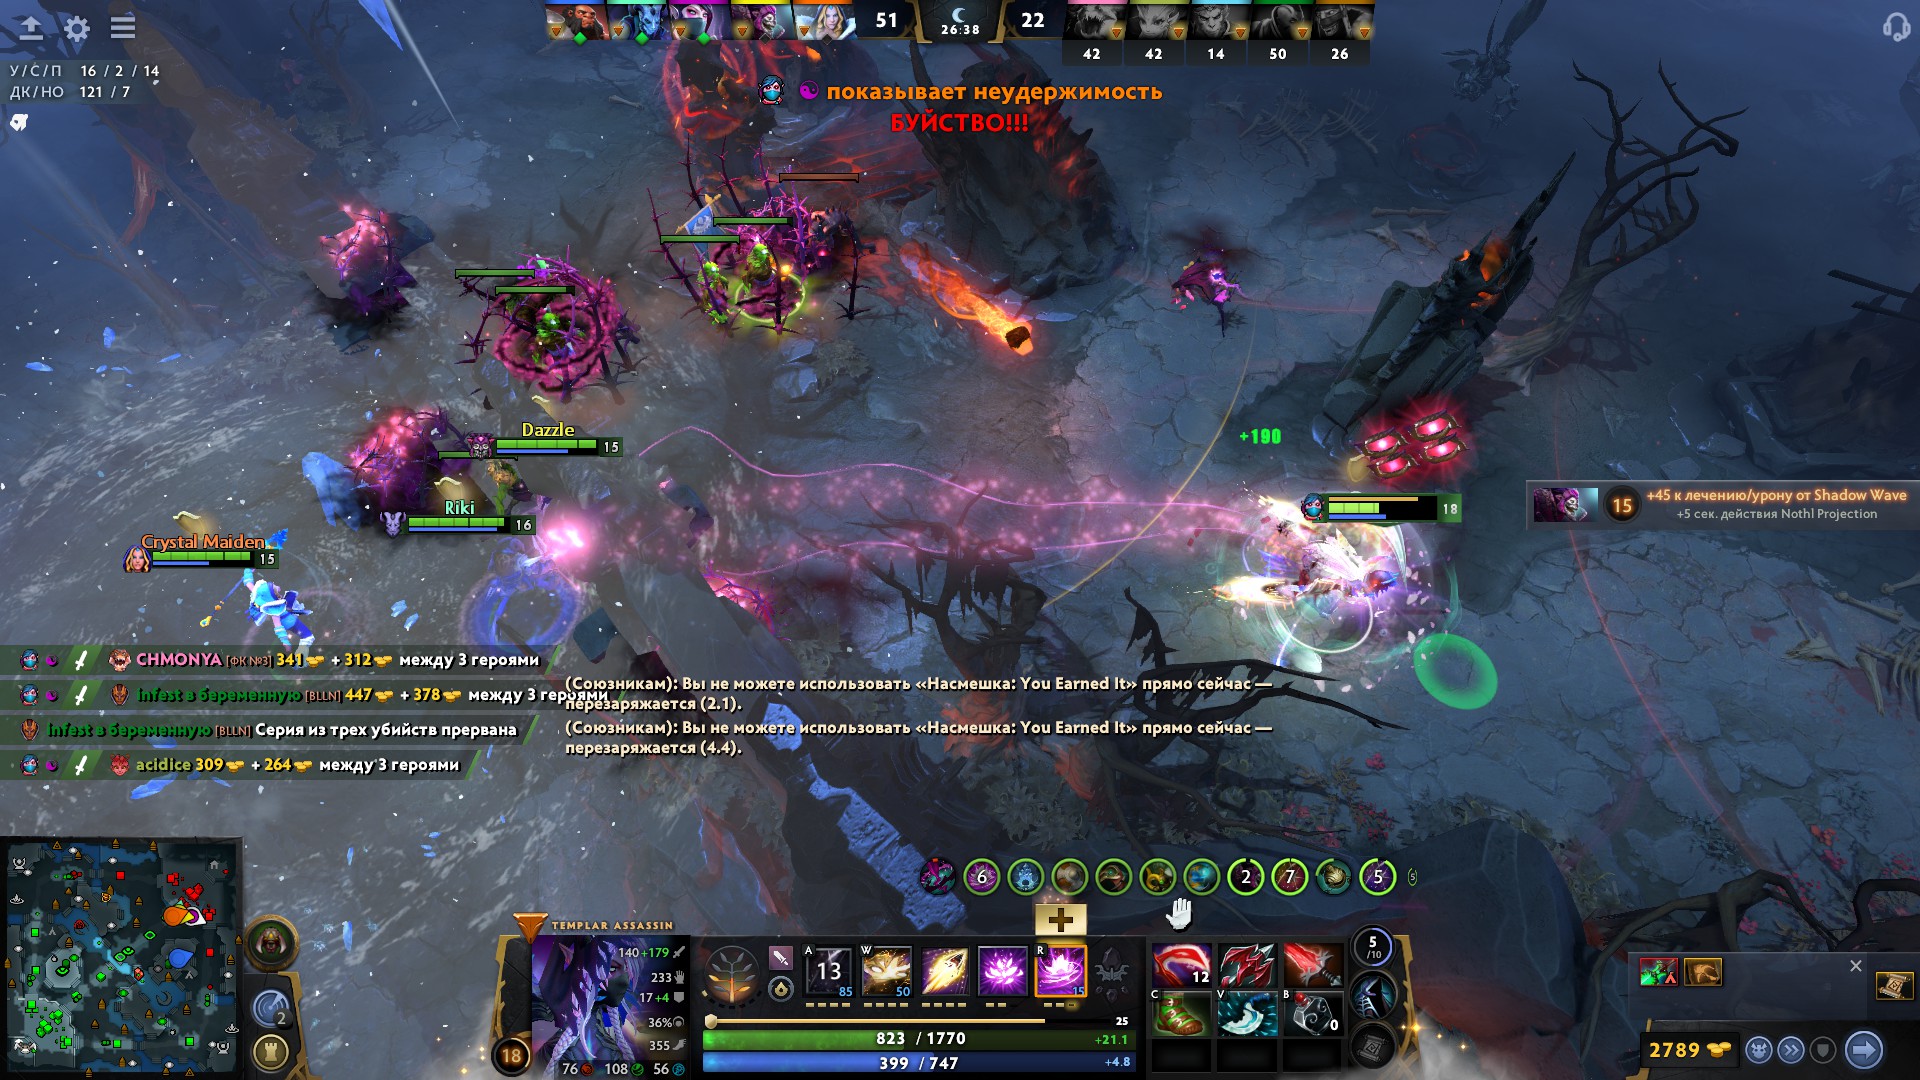 51
26:38
22
42
42
14
50
26
У/С/П 16 / 2 / 14
ДК/НО 121 / 7
показывает неудержимость
БУЙСТВО!!!
Dazzle
15
Riki
16
Crystal Maiden
15
+190
18
15
+45 к лечению/урону от Shadow Wave
+5 сек. действия Nothl Projection
CHMONYA [ФК №3] 341 + 312 между 3 героями
infest в беременную [BLLN] 447 + 378 между 3 героями
infest в беременную [BLLN] Серия из трех убийств прервана
acidice 309 + 264 между 3 героями
(Союзникам): Вы не можете использовать «Насмешка: You Earned It» прямо сейчас —
перезаряжается (2.1).
(Союзникам): Вы не можете использовать «Насмешка: You Earned It» прямо сейчас —
перезаряжается (4.4).
6
2
7
5
5
TEMPLAR ASSASSIN
140 +179
233
17 +4
36%
355
76 108 56
18
A
13
85
W
50
R
15
25
823 / 1770
+21.1
399 / 747
+4.8
12
C
V
B
0
5
/10
2
2789